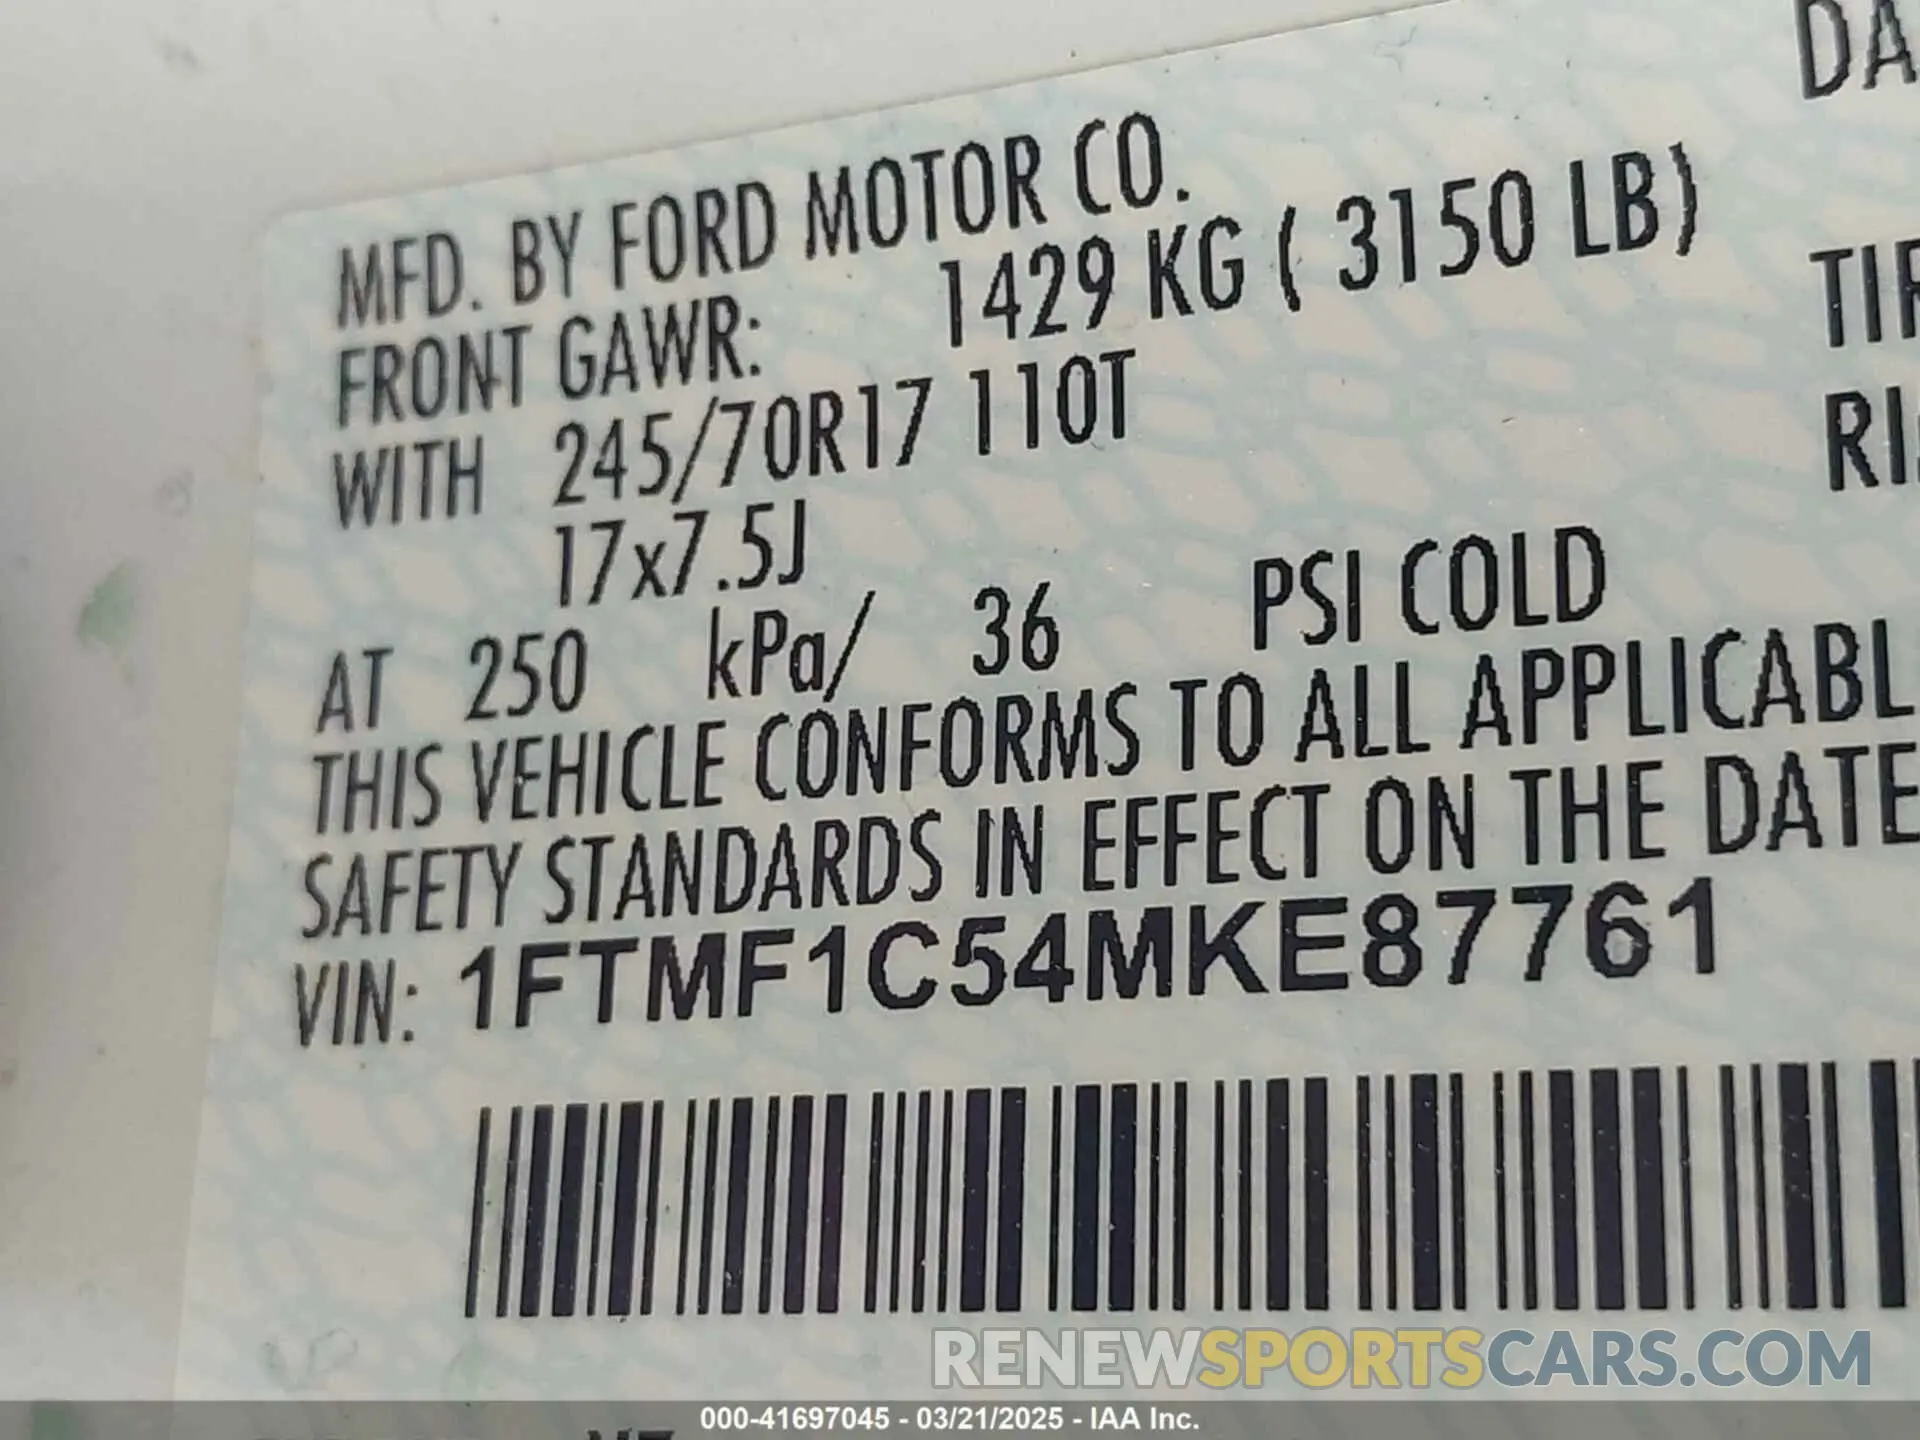 DA
MFD. BY FORD MOTOR CO.
FRONT GAWR: 1429 KG ( 3150 LB)
TIR
WITH 245/70R17 110T
RI
17x7.5J
AT 250 kPa/ 36 PSI COLD
THIS VEHICLE CONFORMS TO ALL APPLICABL
SAFETY STANDARDS IN EFFECT ON THE DATE
VIN: 1FTMF1C54MKE87761
RENEWSPORTSCARS.COM
000-41697045 - 03/21/2025 - IAA Inc.